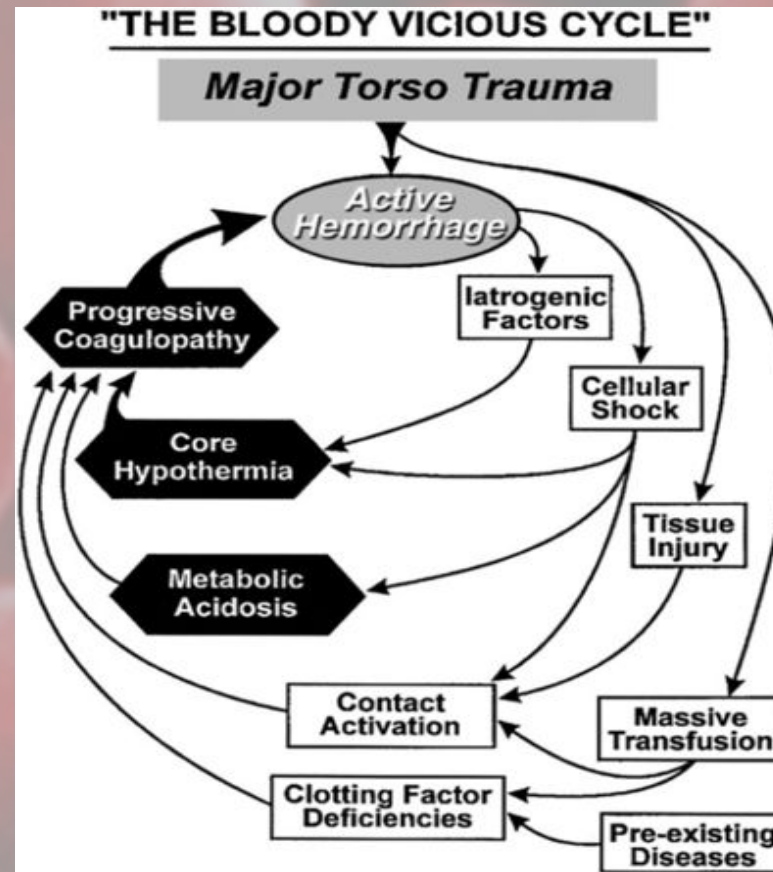 "THE BLOODY VICIOUS CYCLE"
Major Torso Trauma
Active
Hemorrhage
Iatrogenic
Factors
Progressive
Coagulopathy
Cellular
Shock
Core
Hypothermia
Tissue
Injury
Metabolic
Acidosis
Contact
Activation
Massive
Transfusion
Clotting Factor
Deficiencies
Pre-existing
Diseases